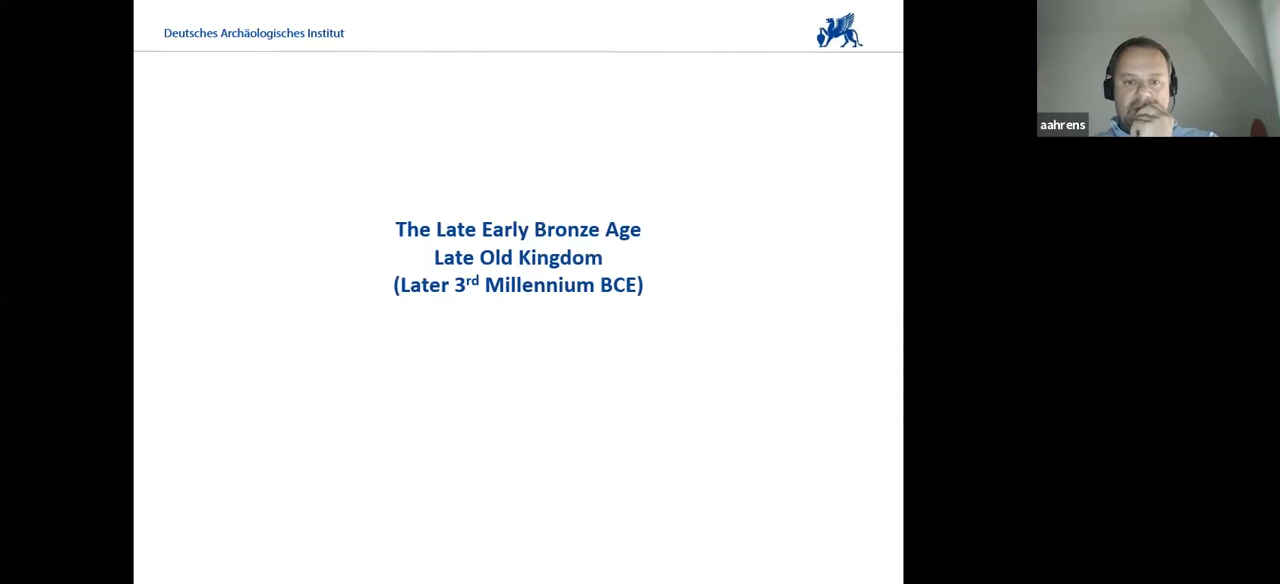 Deutsches Archäologisches Institut
aahrens
The Late Early Bronze Age
Late Old Kingdom
(Later 3rd Millennium BCE)